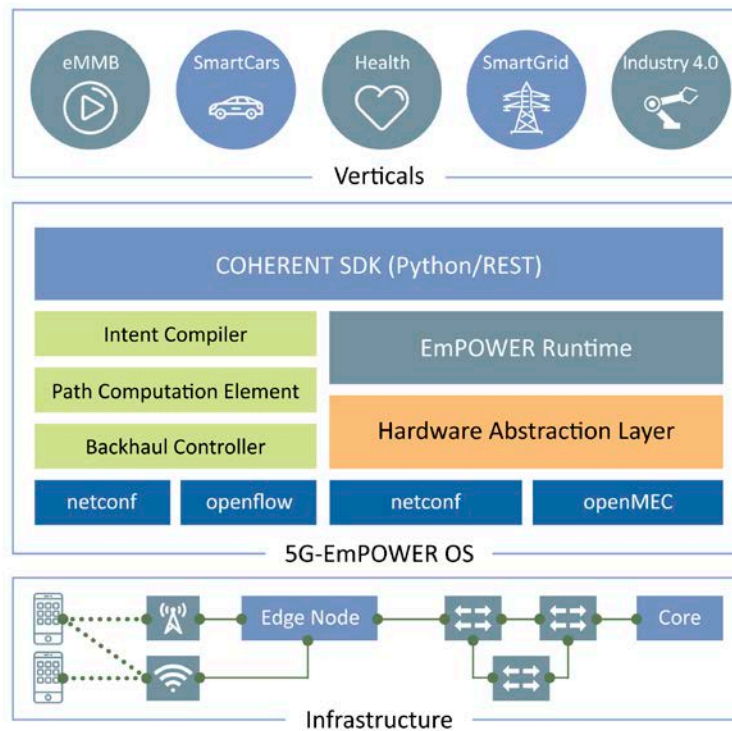 eMMB
SmartCars
Health
SmartGrid
Industry 4.0
Verticals
COHERENT SDK (Python/REST)
Intent Compiler
EmPOWER Runtime
Path Computation Element
Hardware Abstraction Layer
Backhaul Controller
netconf
openflow
netconf
openMEC
5G-EmPOWER OS
Edge Node
Core
Infrastructure